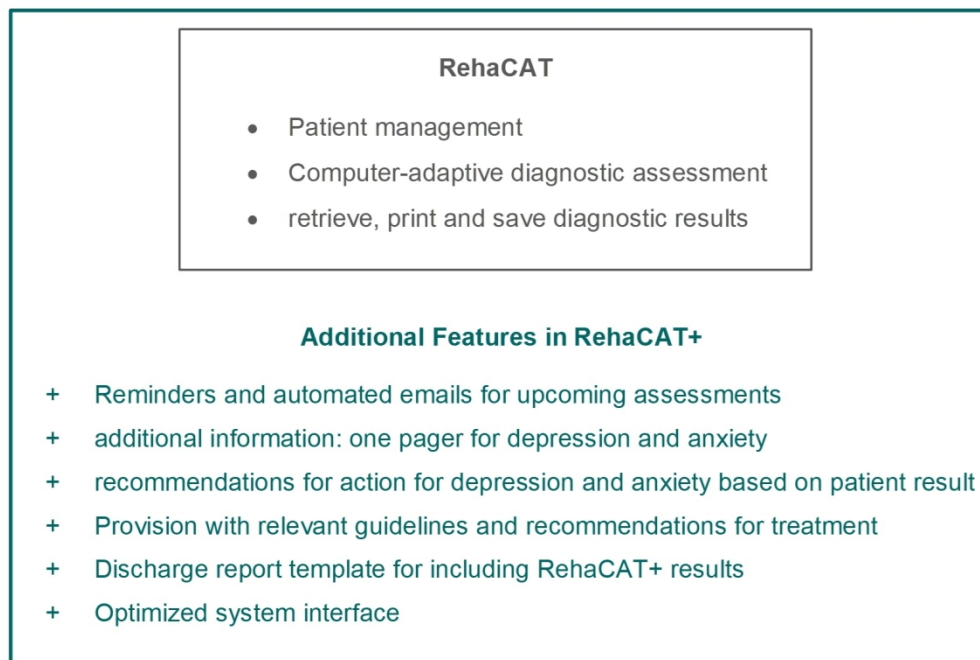 RehaCAT
• Patient management
• Computer-adaptive diagnostic assessment
• retrieve, print and save diagnostic results
Additional Features in RehaCAT+
+ Reminders and automated emails for upcoming assessments
+ additional information: one pager for depression and anxiety
+ recommendations for action for depression and anxiety based on patient result
+ Provision with relevant guidelines and recommendations for treatment
+ Discharge report template for including RehaCAT+ results
+ Optimized system interface